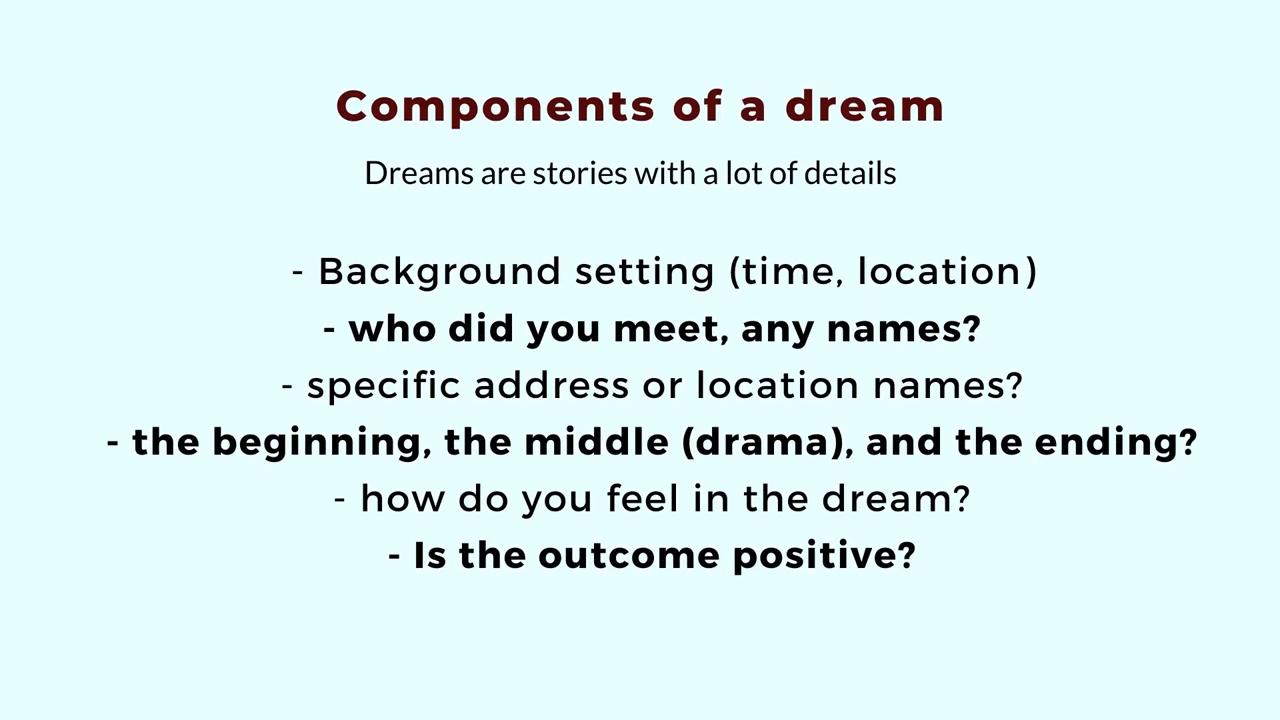 Components of a dream
Dreams are stories with a lot of details
- Background setting (time, location)
- who did you meet, any names?
- specific address or location names?
- the beginning, the middle (drama), and the ending?
- how do you feel in the dream?
- Is the outcome positive?